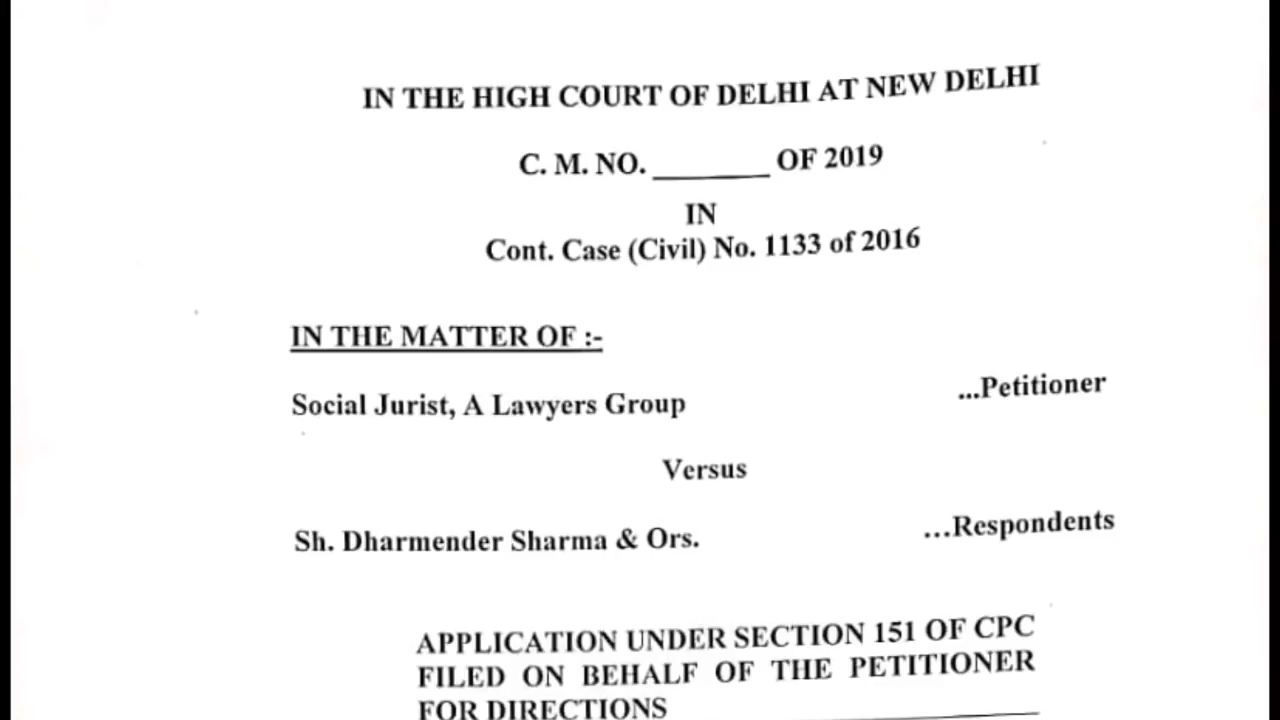 IN THE HIGH COURT OF DELHI AT NEW DELHI
C. M. NO. ________ OF 2019
IN
Cont. Case (Civil) No. 1133 of 2016
IN THE MATTER OF :-
Social Jurist, A Lawyers Group ...Petitioner
Versus
Sh. Dharmender Sharma & Ors. ...Respondents
APPLICATION UNDER SECTION 151 OF CPC
FILED ON BEHALF OF THE PETITIONER
FOR DIRECTIONS